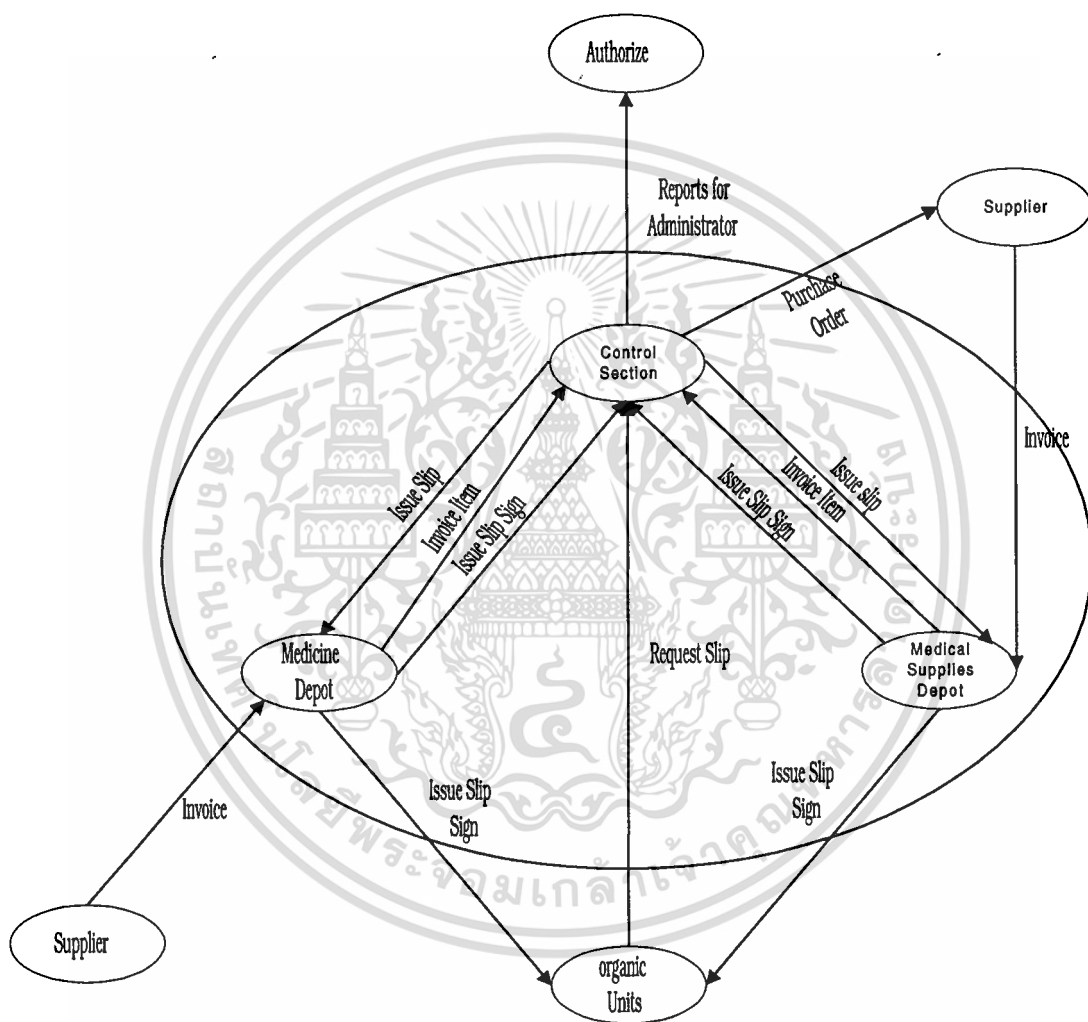 Authorize
Reports for
Administrator
Supplier
Purchase
Order
Control
Section
Invoice
Issue Slip
Invoice Item
Issue Slip Sign
Issue Slip Sign
Invoice Item
Issue slip
Medicine
Depot
Request Slip
Medical
Supplies
Depot
Invoice
Issue Slip
Sign
Issue Slip
Sign
Supplier
organic
Units